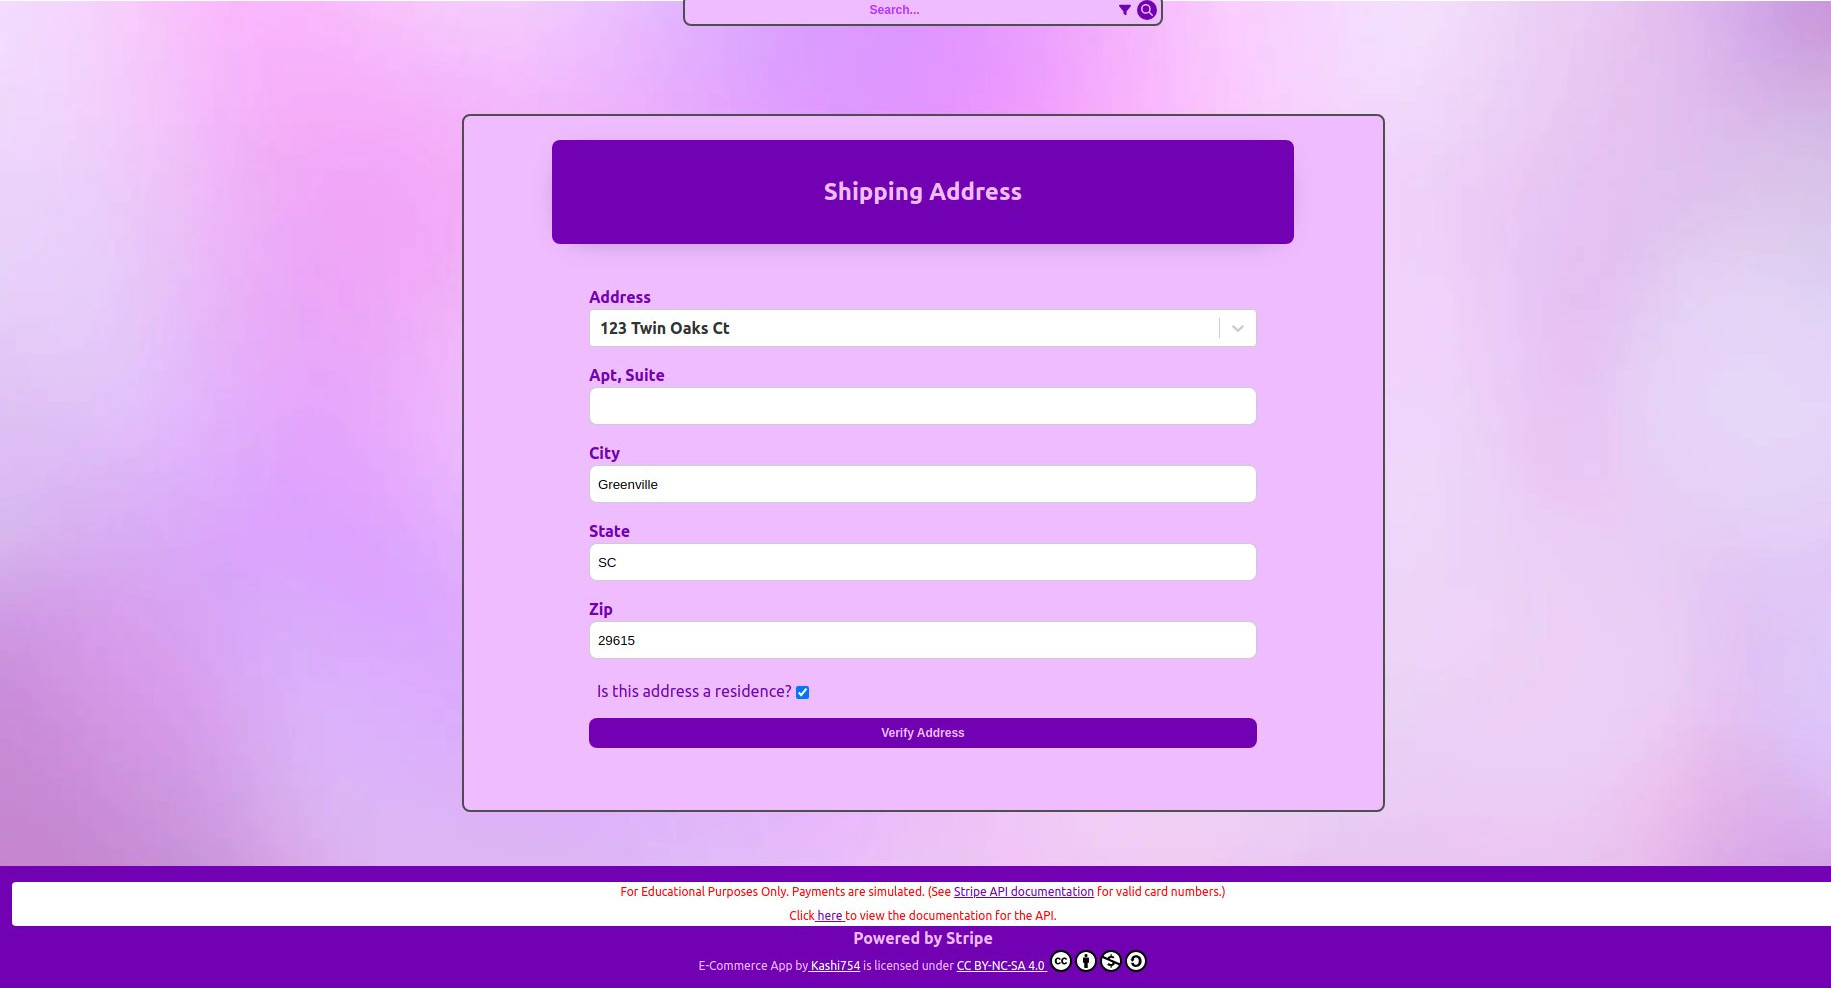 Search...
Shipping Address
Address
123 Twin Oaks Ct
Apt, Suite
City
Greenville
State
SC
Zip
29615
Is this address a residence?
Verify Address
For Educational Purposes Only. Payments are simulated. (See Stripe API documentation for valid card numbers.)
Click here to view the documentation for the API.
Powered by Stripe
E-Commerce App by Kashi754 is licensed under CC BY-NC-SA 4.0